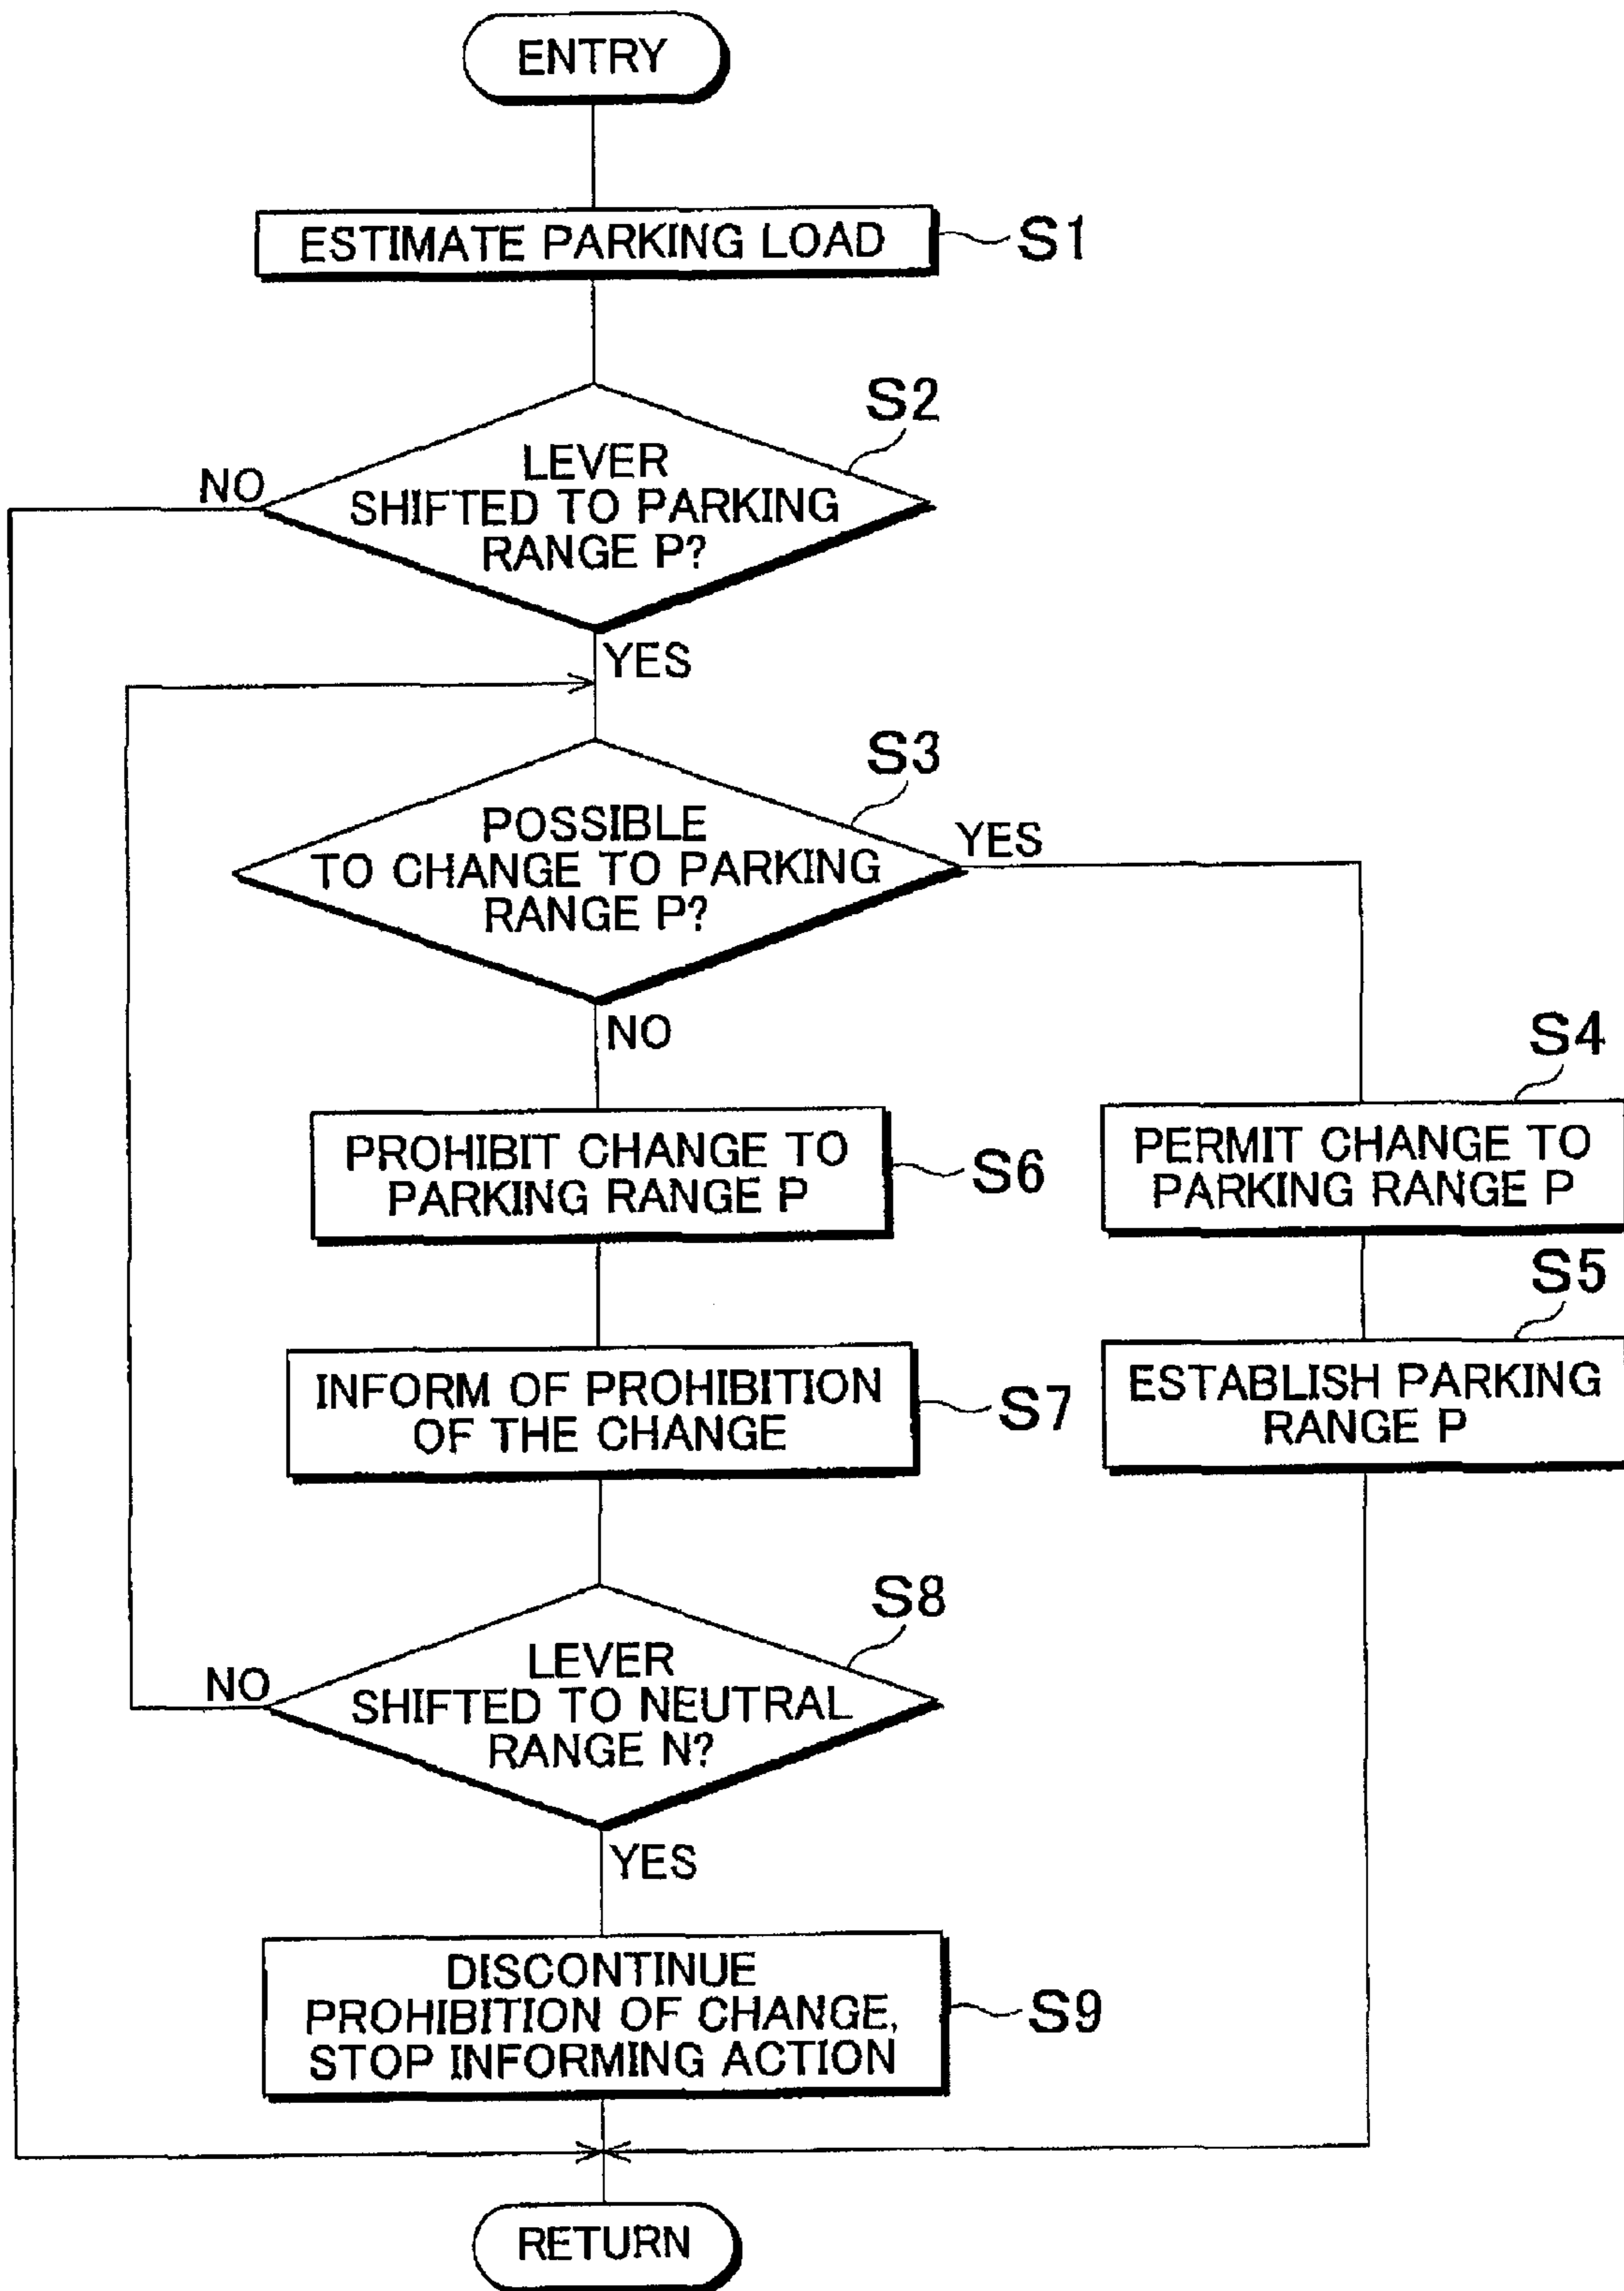 ENTRY
ESTIMATE PARKING LOAD
S1
S2
LEVER
SHIFTED TO PARKING
RANGE P?
NO
YES
S3
POSSIBLE
TO CHANGE TO PARKING
RANGE P?
YES
NO
S4
PERMIT CHANGE TO
PARKING RANGE P
S5
ESTABLISH PARKING
RANGE P
PROHIBIT CHANGE TO
PARKING RANGE P
S6
INFORM OF PROHIBITION
OF THE CHANGE
S7
S8
LEVER
SHIFTED TO NEUTRAL
RANGE N?
NO
YES
DISCONTINUE
PROHIBITION OF CHANGE,
STOP INFORMING ACTION
S9
RETURN